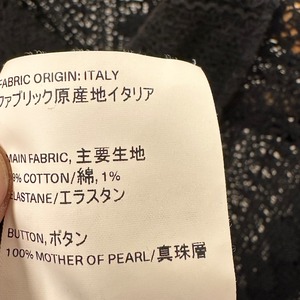 FABRIC ORIGIN: ITALY
ファブリック原産地イタリア
MAIN FABRIC, 主要生地
COTTON/綿, 1%
ELASTANE/エラスタン
BUTTON, ボタン
100% MOTHER OF PEARL/真珠層